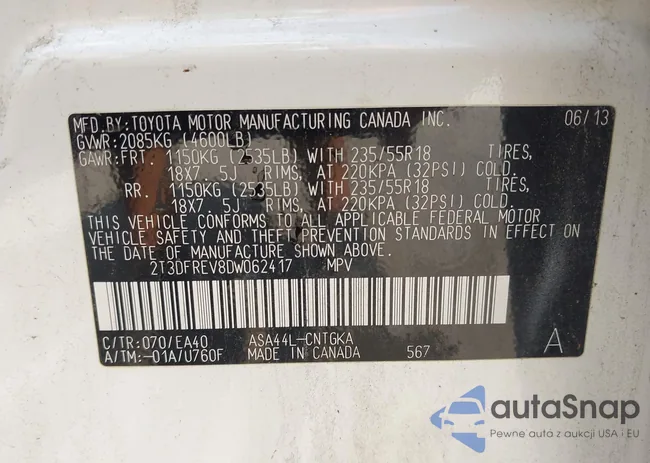 MFD.BY:TOYOTA MOTOR MANUFACTURING CANADA INC. 06/13
GVWR:2085KG (4600LB)
GAWR:FRT. 1150KG (2535LB) WITH 235/55R18 TIRES,
18X7.5J RIMS, AT 220KPA (32PSI) COLD.
RR. 1150KG (2535LB) WITH 235/55R18 TIRES,
18X7.5J RIMS, AT 220KPA (32PSI) COLD.
THIS VEHICLE CONFORMS TO ALL APPLICABLE FEDERAL MOTOR
VEHICLE SAFETY AND THEFT PREVENTION STANDARDS IN EFFECT ON
THE DATE OF MANUFACTURE SHOWN ABOVE.
2T3DFREV8DW062417 MPV
C/TR:070/EA40 ASA44L-CNTGKA
A/TM:-01A/U760F MADE IN CANADA 567 A
autaSnap
Pewne auta z aukcji USA i EU